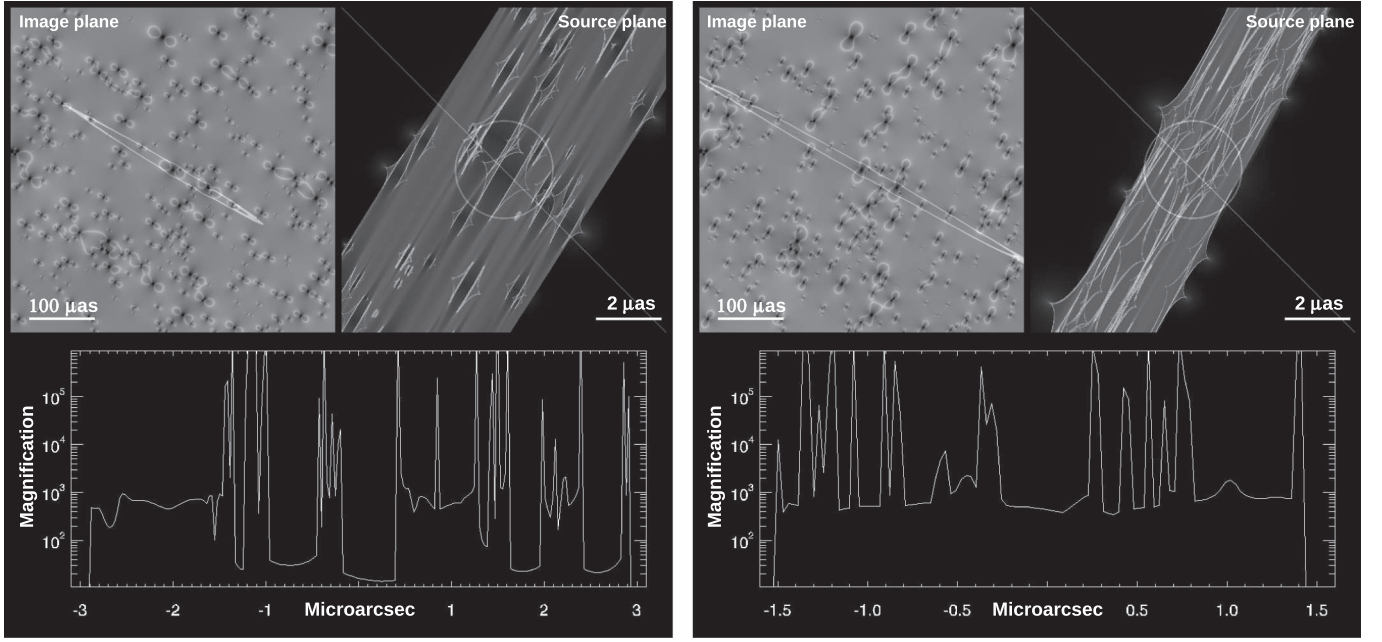 Image plane
Source plane
100 µas
2 µas
Magnification
10⁵
10⁴
10³
10²
-3 -2 -1 Microarcsec 1 2 3
Image plane
Source plane
100 µas
2 µas
Magnification
10⁵
10⁴
10³
10²
-1.5 -1.0 -0.5 Microarcsec 0.5 1.0 1.5